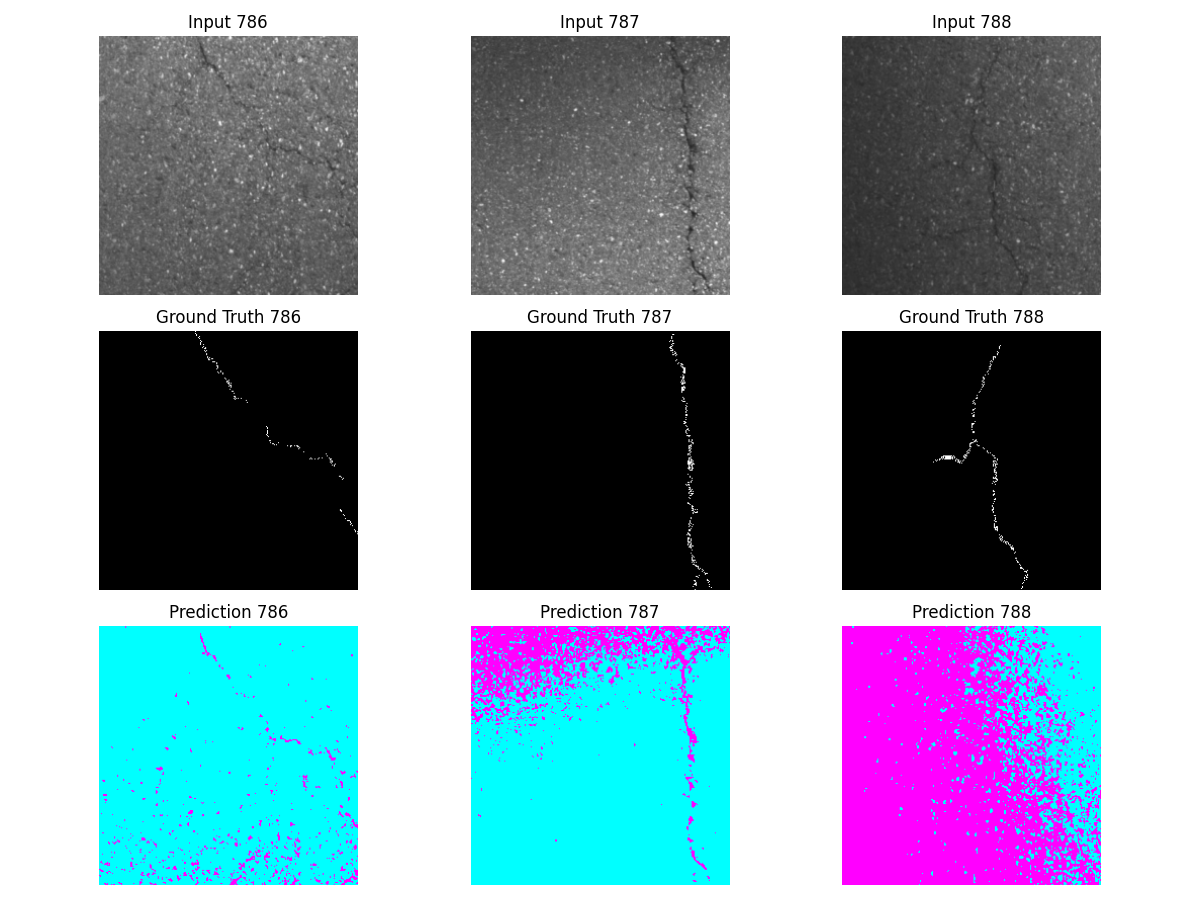 Input 786
Input 787
Input 788
Ground Truth 786
Ground Truth 787
Ground Truth 788
Prediction 786
Prediction 787
Prediction 788